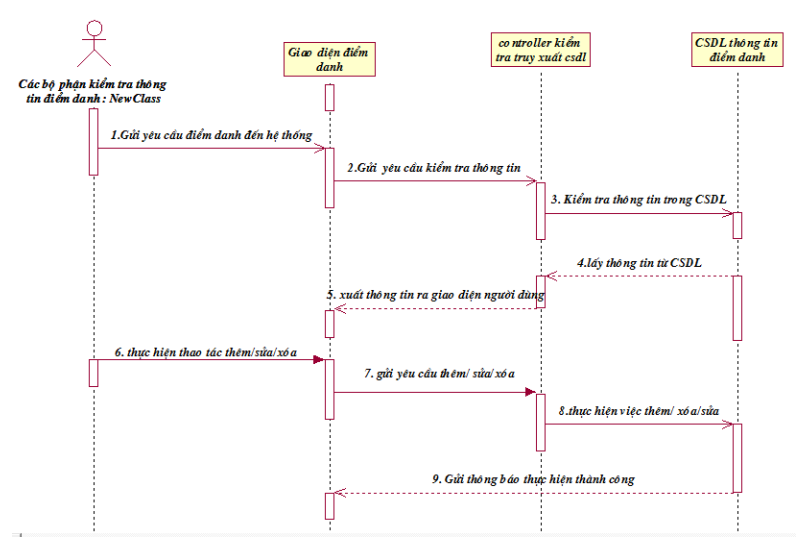 Giao diện điểm
danh
controller kiểm
tra truy xuất csdl
CSDL thông tin
điểm danh
Các bộ phận kiểm tra thông
tin điểm danh : NewClass
1.Gửi yêu cầu điểm danh đến hệ thống
2.Gửi yêu cầu kiểm tra thông tin
3. Kiểm tra thông tin trong CSDL
4.lấy thông tin từ CSDL
5. xuất thông tin ra giao diện người dùng
6. thực hiện thao tác thêm/sửa/xóa
7. gửi yêu cầu thêm/ sửa/xóa
8.thực hiện việc thêm/ xóa/sửa
9. Gửi thông báo thực hiện thành công